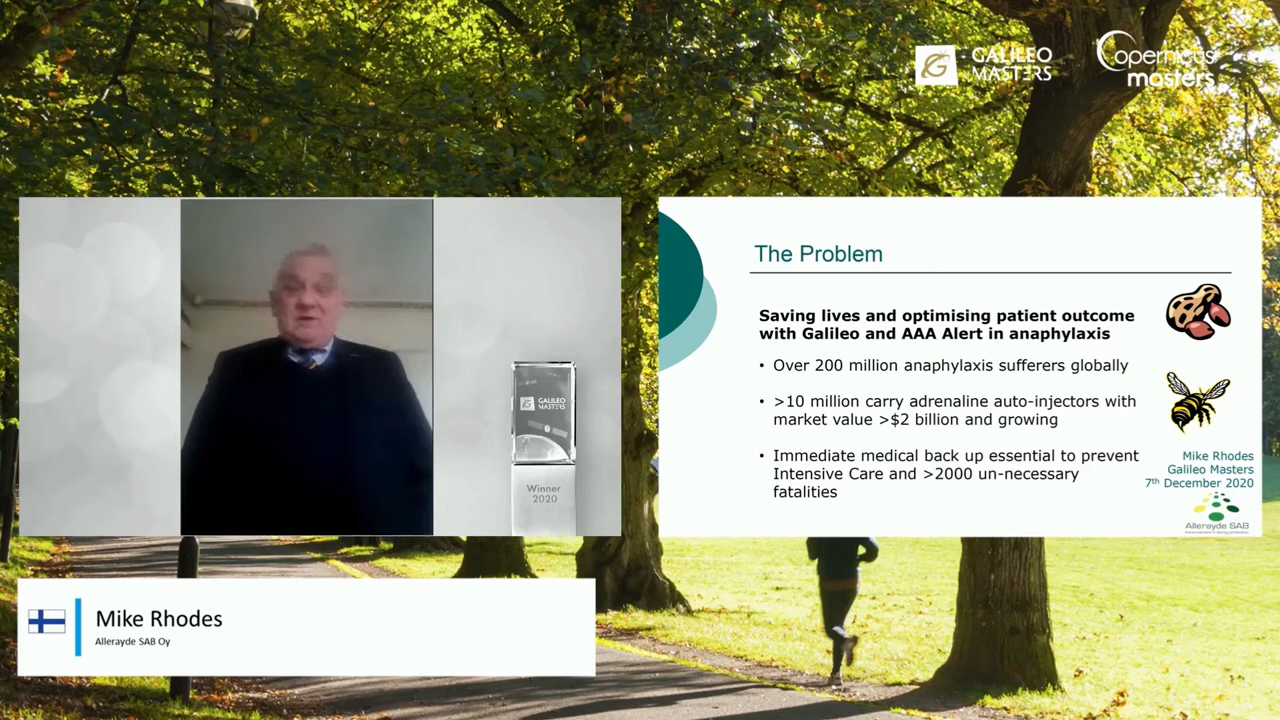 GALILEO
MASTERS
Copernicus
masters
The Problem
Saving lives and optimising patient outcome
with Galileo and AAA Alert in anaphylaxis
• Over 200 million anaphylaxis sufferers globally
• >10 million carry adrenaline auto-injectors with
market value >$2 billion and growing
• Immediate medical back up essential to prevent
Intensive Care and >2000 un-necessary
fatalities
Mike Rhodes
Galileo Masters
7th December 2020
Allerayde SAB
GALILEO
MASTERS
Winner
2020
Mike Rhodes
Allerayde SAB Oy